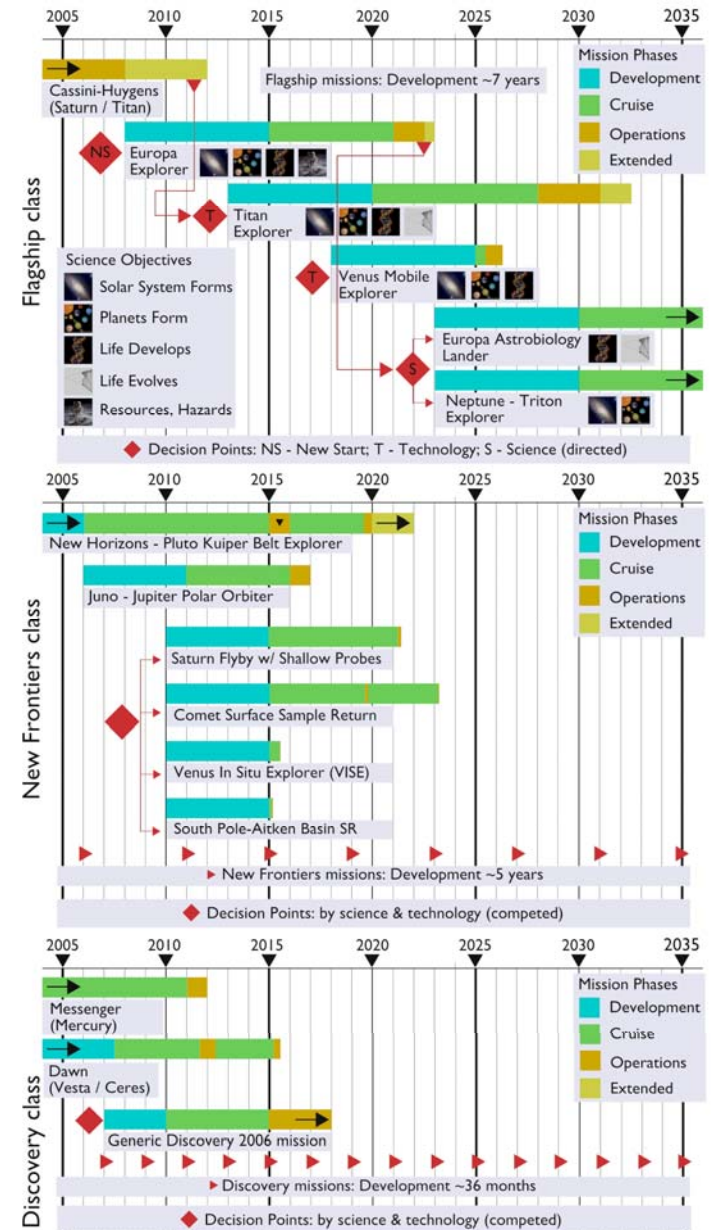 2005 2010 2015 2020 2025 2030 2035
Flagship class
Mission Phases
Development
Cruise
Operations
Extended
Cassini-Huygens
(Saturn / Titan)
Flagship missions: Development ~7 years
NS
Europa
Explorer
T
Titan
Explorer
Science Objectives
Solar System Forms
Planets Form
Life Develops
Life Evolves
Resources, Hazards
T
Venus Mobile
Explorer
S
Europa Astrobiology
Lander
Neptune - Triton
Explorer
Decision Points: NS - New Start; T - Technology; S - Science (directed)
2005 2010 2015 2020 2025 2030 2035
New Frontiers class
Mission Phases
Development
Cruise
Operations
Extended
New Horizons - Pluto Kuiper Belt Explorer
Juno - Jupiter Polar Orbiter
Saturn Flyby w/ Shallow Probes
Comet Surface Sample Return
Venus In Situ Explorer (VISE)
South Pole-Aitken Basin SR
New Frontiers missions: Development ~5 years
Decision Points: by science & technology (competed)
2005 2010 2015 2020 2025 2030 2035
Discovery class
Mission Phases
Development
Cruise
Operations
Extended
Messenger
(Mercury)
Dawn
(Vesta / Ceres)
Generic Discovery 2006 mission
Discovery missions: Development ~36 months
Decision Points: by science & technology (competed)